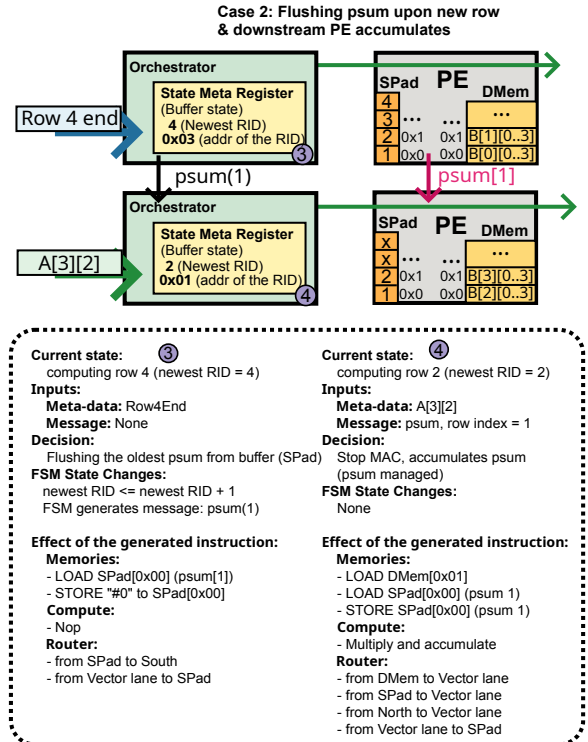 Case 2: Flushing psum upon new row
& downstream PE accumulates
Orchestrator
State Meta Register
(Buffer state)
4 (Newest RID)
0x03 (addr of the RID)
3
Row 4 end
SPad PE DMem
4
3 ... ... ...
2 0x1 0x1 B[1][0..3]
1 0x0 0x0 B[0][0..3]
psum(1)
psum[1]
Orchestrator
State Meta Register
(Buffer state)
2 (Newest RID)
0x01 (addr of the RID)
4
A[3][2]
SPad PE DMem
x
x ... ... ...
2 0x1 0x1 B[3][0..3]
1 0x0 0x0 B[2][0..3]
Current state: 3
computing row 4 (newest RID = 4)
Inputs:
Meta-data: Row4End
Message: None
Decision:
Flushing the oldest psum from buffer (SPad)
FSM State Changes:
newest RID <= newest RID + 1
FSM generates message: psum(1)
Effect of the generated instruction:
Memories:
- LOAD SPad[0x00] (psum[1])
- STORE "#0" to SPad[0x00]
Compute:
- Nop
Router:
- from SPad to South
- from Vector lane to SPad
Current state: 4
computing row 2 (newest RID = 2)
Inputs:
Meta-data: A[3][2]
Message: psum, row index = 1
Decision:
Stop MAC, accumulates psum
(psum managed)
FSM State Changes:
None
Effect of the generated instruction:
Memories:
- LOAD DMem[0x01]
- LOAD SPad[0x00] (psum 1)
- STORE SPad[0x00] (psum 1)
Compute:
- Multiply and accumulate
Router:
- from DMem to Vector lane
- from SPad to Vector lane
- from North to Vector lane
- from Vector lane to SPad